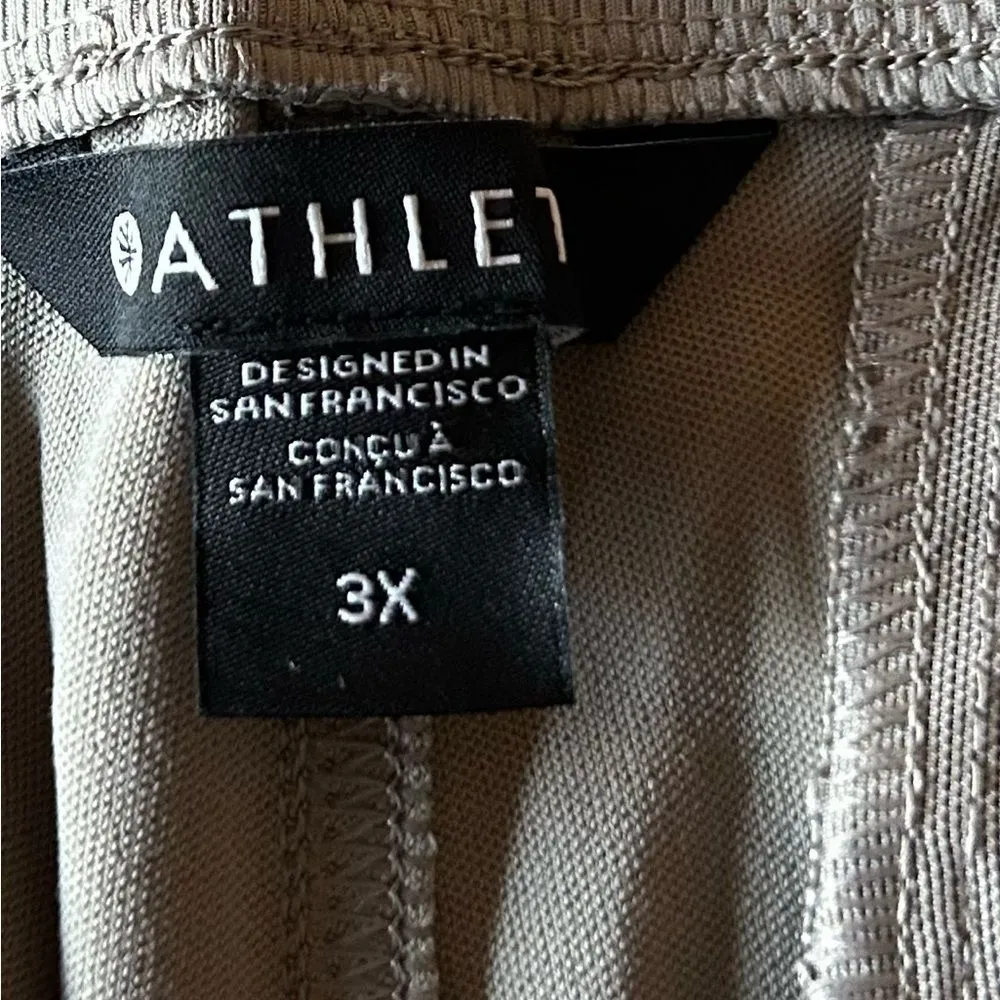 ATHLET
DESIGNED IN
SAN FRANCISCO
CONÇU À
SAN FRANCISCO
3X